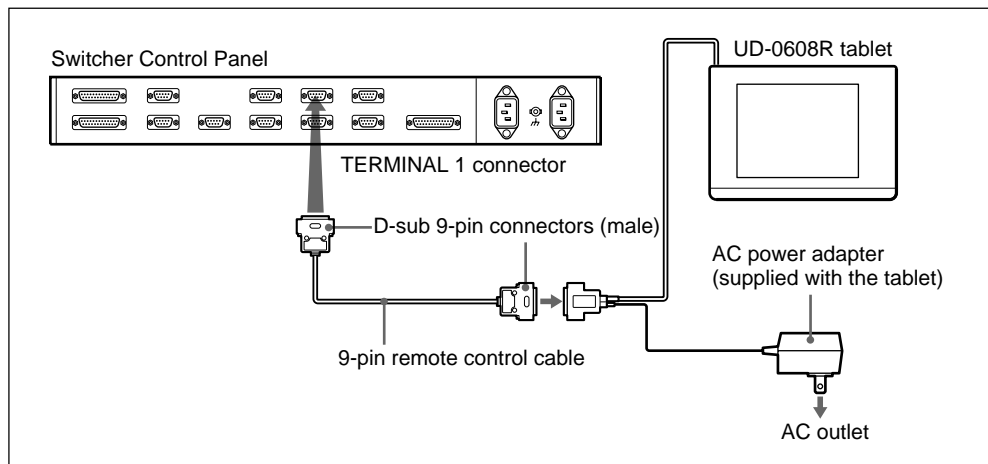 Switcher Control Panel
UD-0608R tablet
TERMINAL 1 connector
D-sub 9-pin connectors (male)
AC power adapter
(supplied with the tablet)
9-pin remote control cable
AC outlet